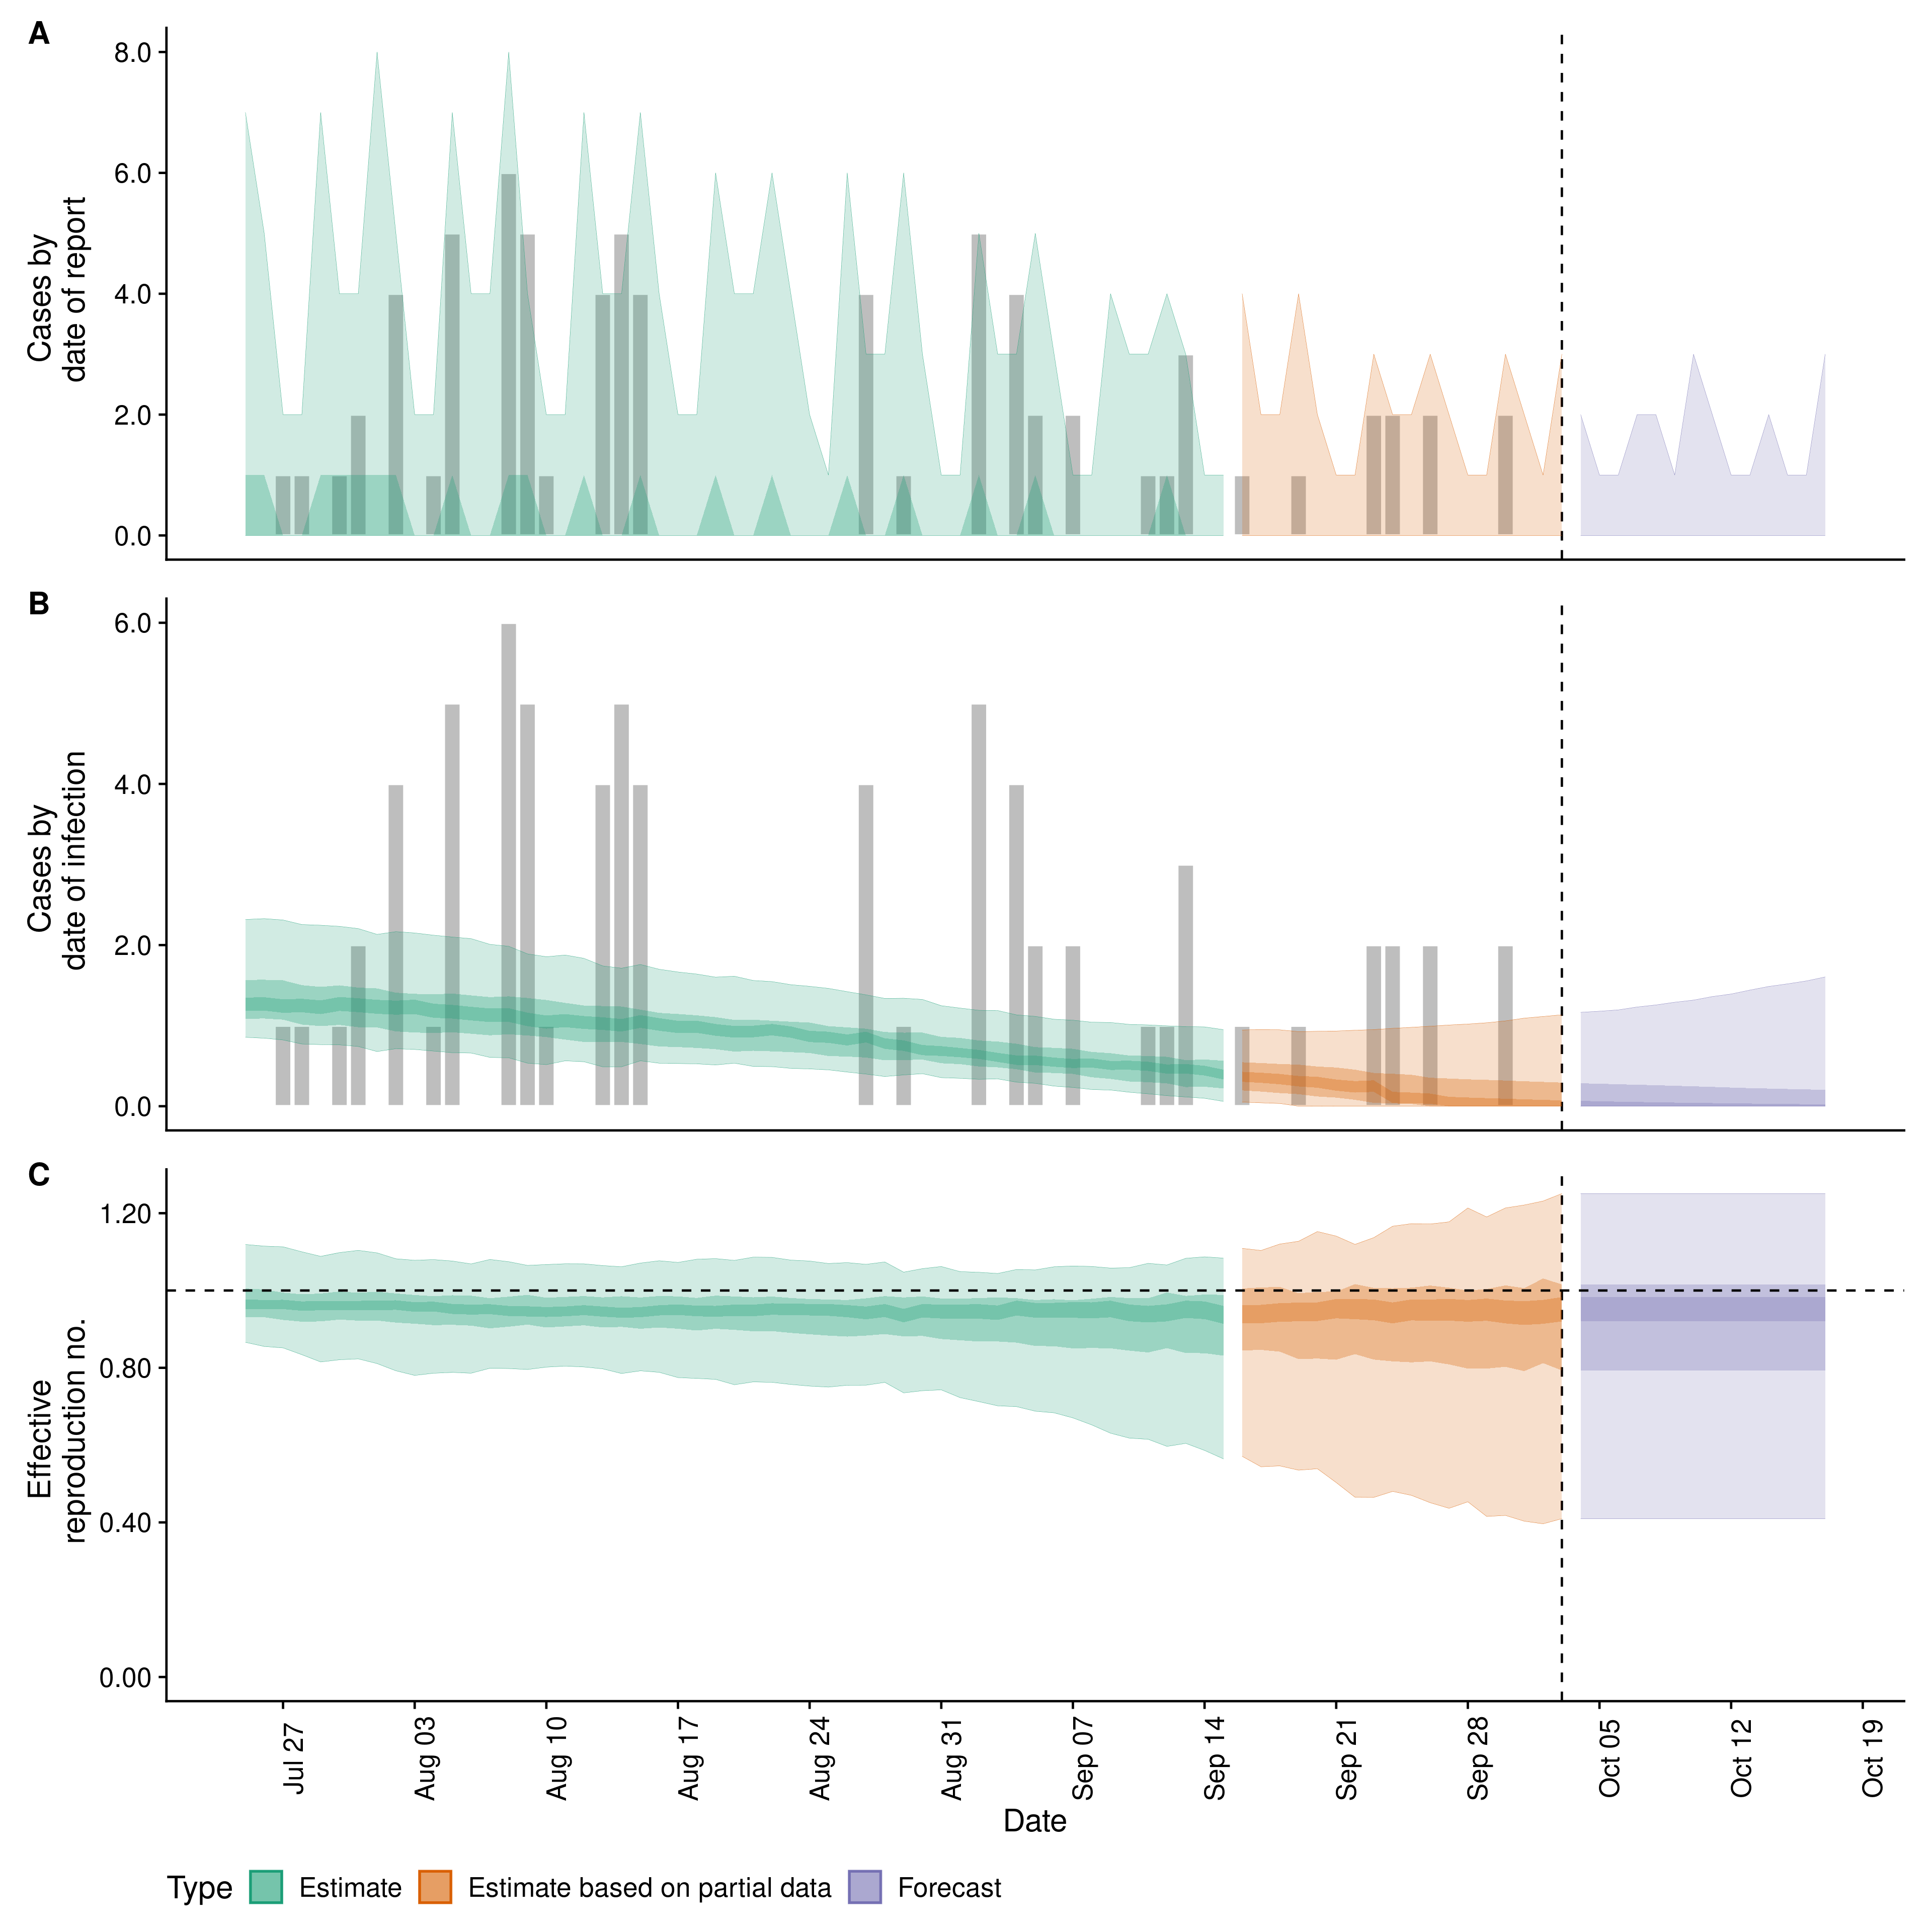 A
8.0
6.0
4.0
2.0
0.0
Cases by
date of report
B
6.0
4.0
2.0
0.0
Cases by
date of infection
C
1.20
0.80
0.40
0.00
Effective
reproduction no.
Jul 27
Aug 03
Aug 10
Aug 17
Aug 24
Aug 31
Sep 07
Sep 14
Sep 21
Sep 28
Oct 05
Oct 12
Oct 19
Date
Type Estimate Estimate based on partial data Forecast